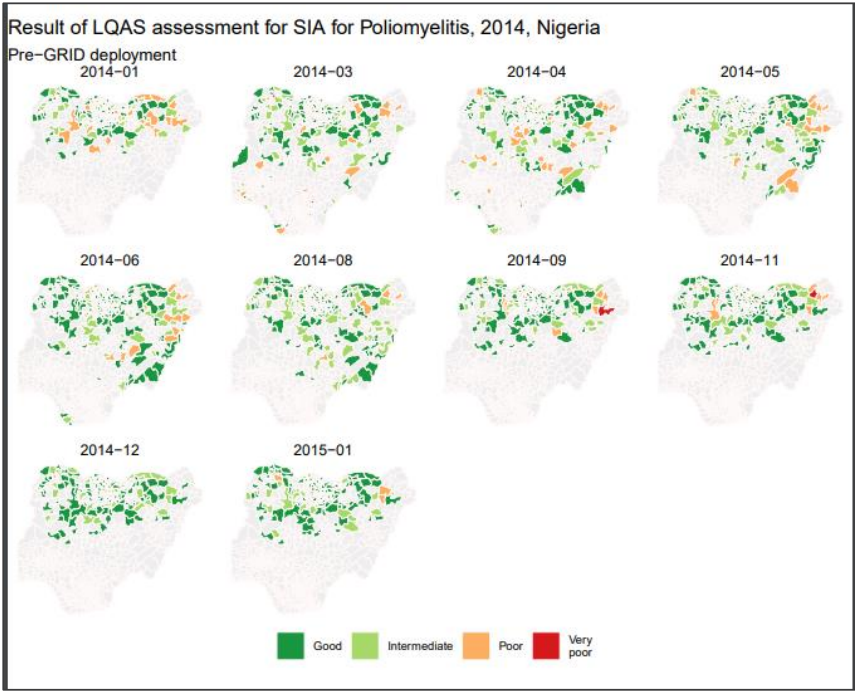 Result of LQAS assessment for SIA for Poliomyelitis, 2014, Nigeria
Pre−GRID deployment
2014−01
2014−03
2014−04
2014−05
2014−06
2014−08
2014−09
2014−11
2014−12
2015−01
Good
Intermediate
Poor
Very
poor